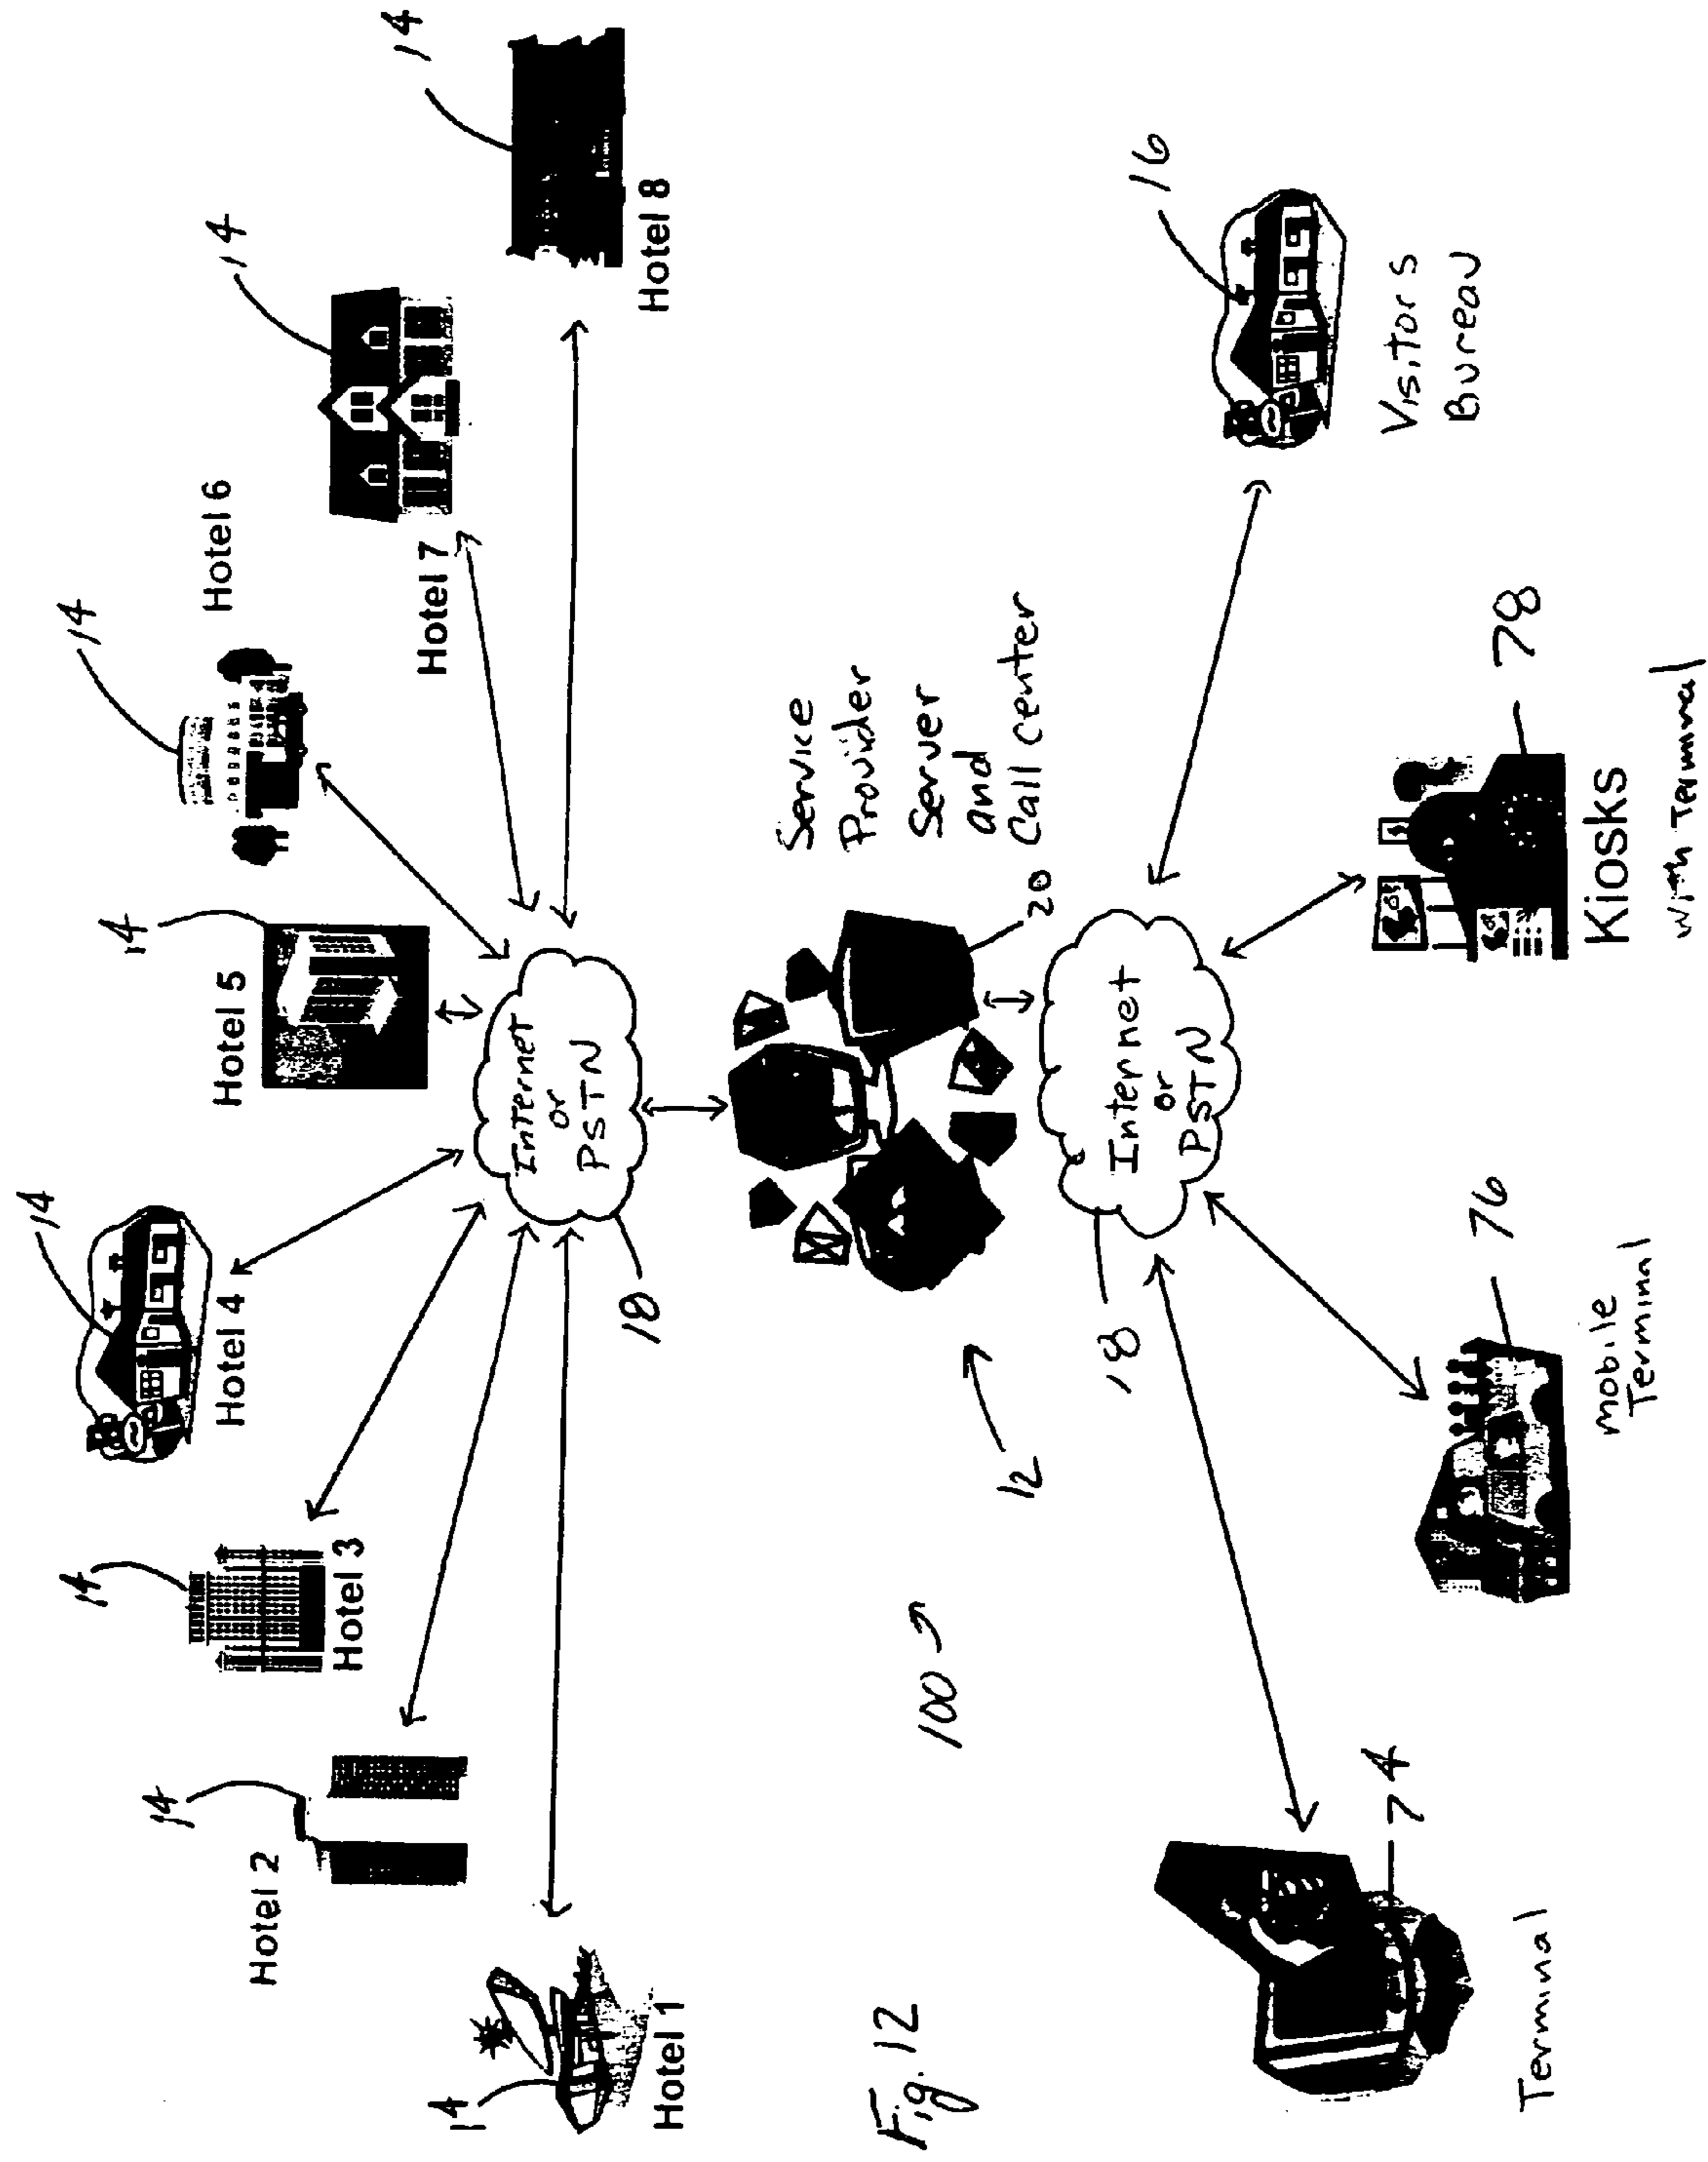 14
Hotel 1
14
Hotel 2
14
Hotel 3
14
Hotel 4
14
Hotel 5
14
Hotel 6
14
Hotel 7
14
Hotel 8
Internet
or
PSTN
18
Service
Provider
Server
and
Call center
20
12
100
Internet
or
PSTN
18
Fig. 12
74
Terminal
76
mobile
Terminal
78
Kiosks
with Terminal
16
Visitors
Bureau